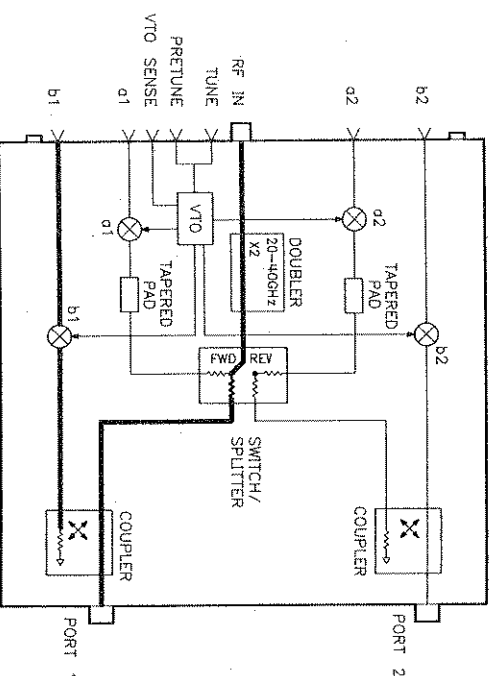 b2
a2
RF IN
TUNE
PRETUNE
VTO SENSE
a1
b1
a2
b2
TAPERED
PAD
DOUBLER
20-40GHz
X2
VTO
a1
TAPERED
PAD
b1
FWD REV
SWITCH/
SPLITTER
COUPLER
COUPLER
PORT 2
PORT